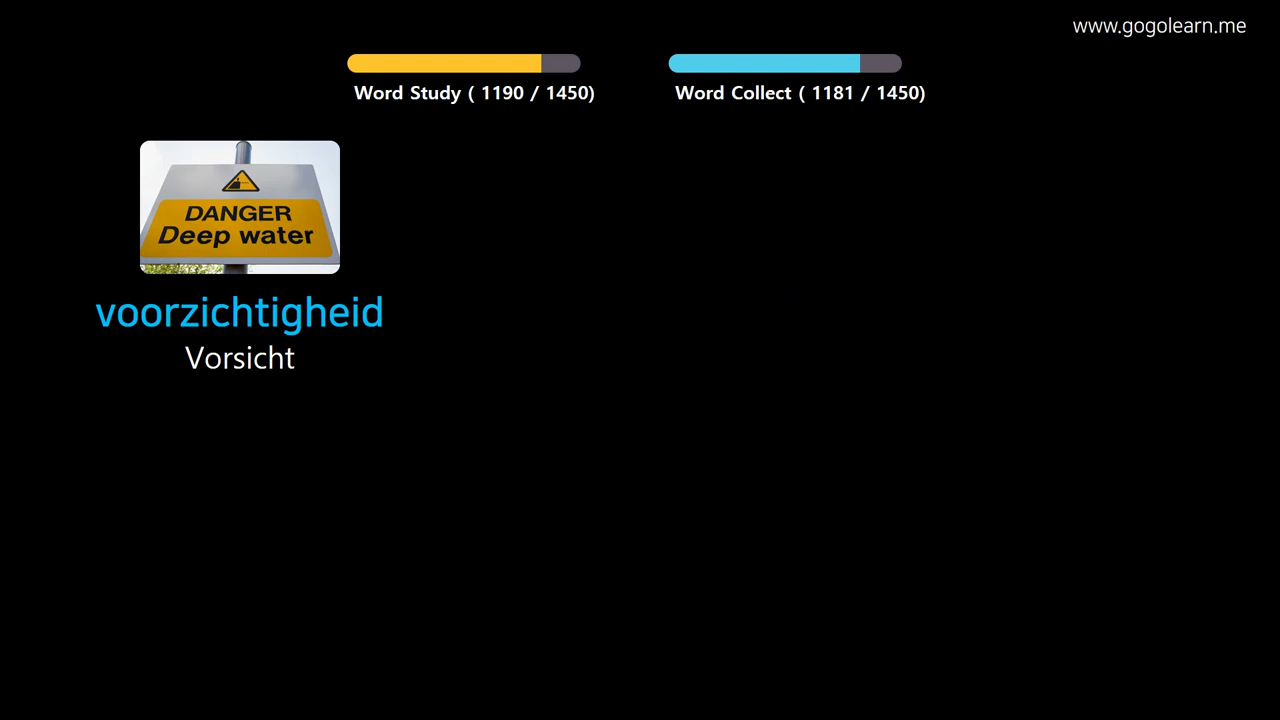 www.gogolearn.me
Word Study ( 1190 / 1450)
Word Collect ( 1181 / 1450)
DANGER
Deep water
voorzichtigheid
Vorsicht